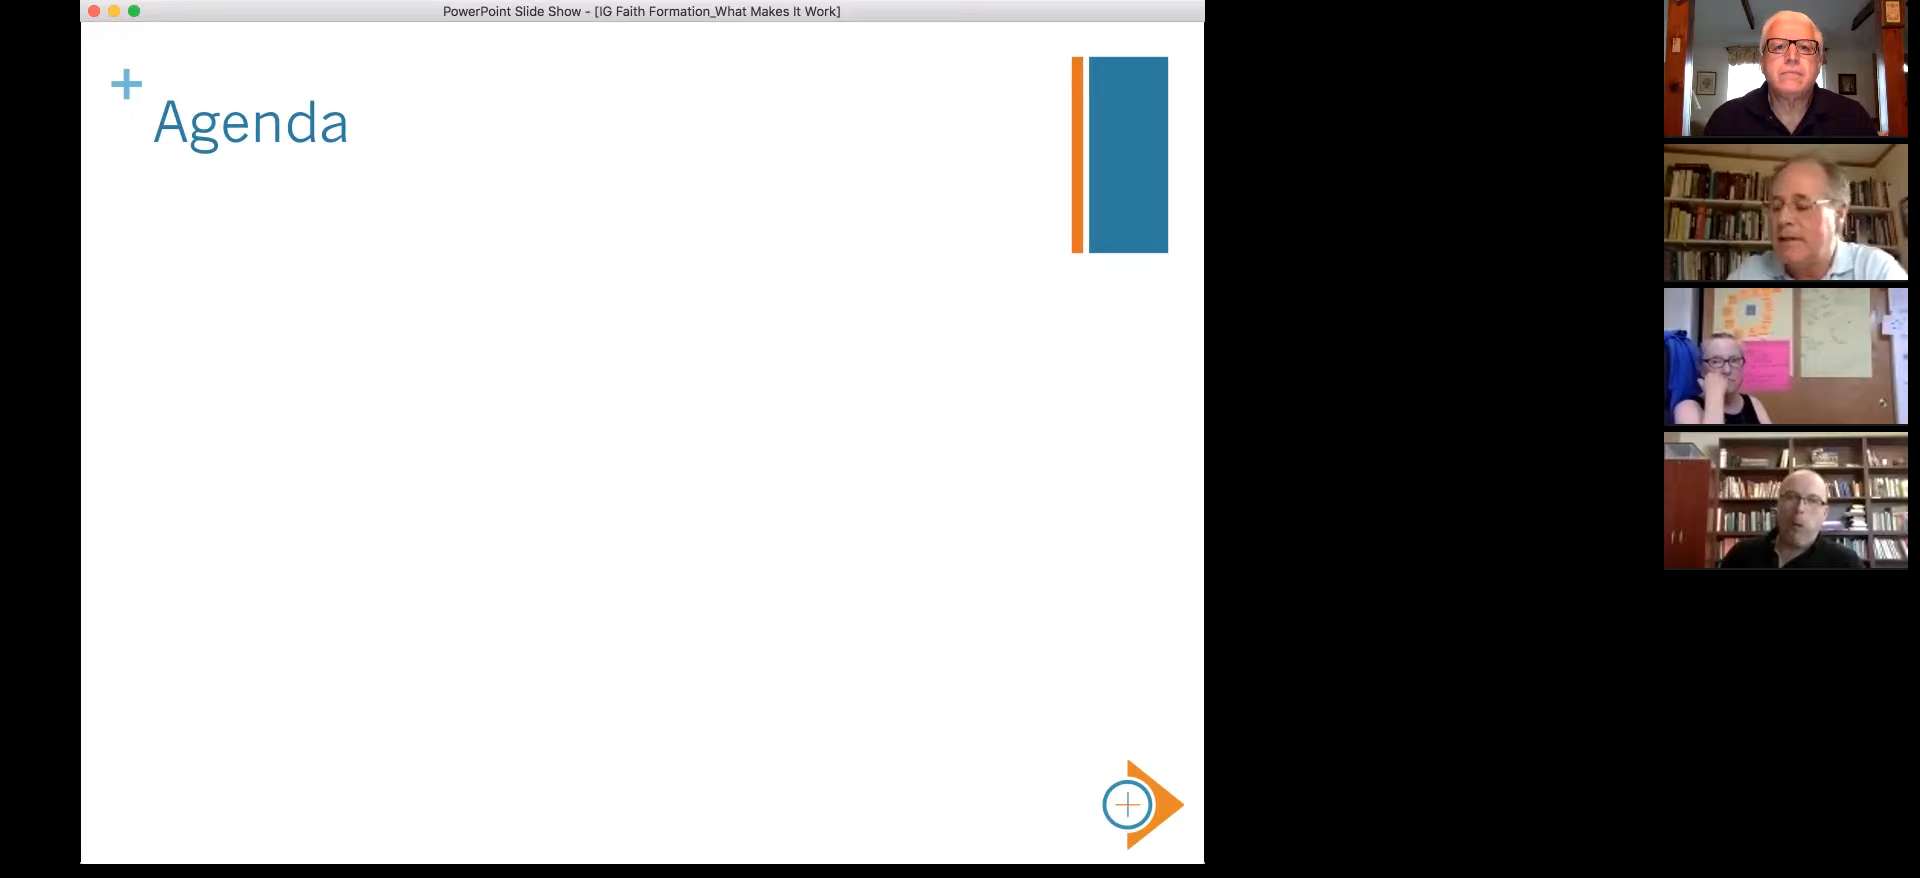 PowerPoint Slide Show - [IG Faith Formation_What Makes It Work]
+
Agenda